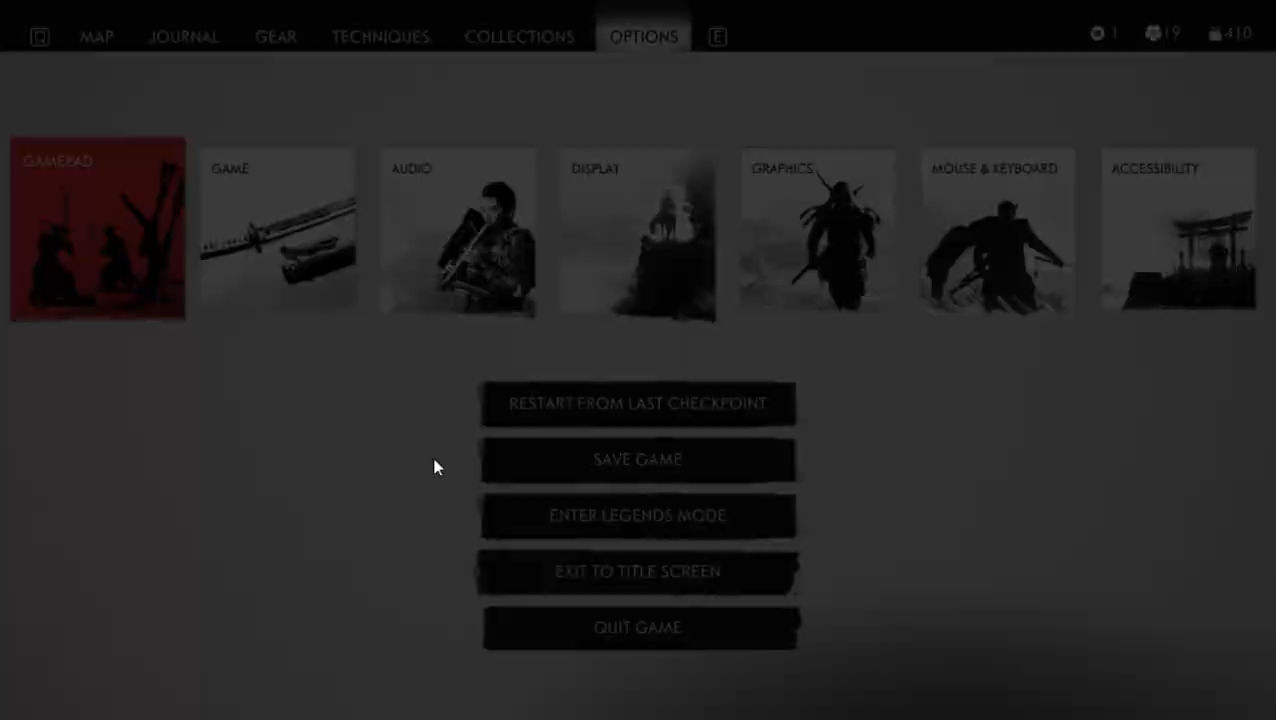 Q MAP JOURNAL GEAR TECHNIQUES COLLECTIONS OPTIONS E 1 19 410
GAMEPAD GAME AUDIO DISPLAY GRAPHICS MOUSE & KEYBOARD ACCESSIBILITY
RESTART FROM LAST CHECKPOINT
SAVE GAME
ENTER LEGENDS MODE
EXIT TO TITLE SCREEN
QUIT GAME